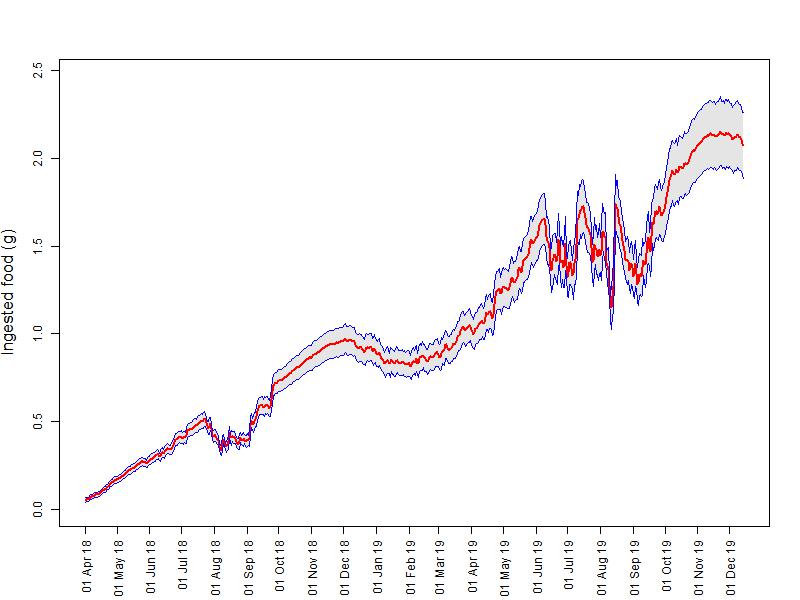 Ingested food (g)
2.5
2.0
1.5
1.0
0.5
0.0
01 Apr 18
01 May 18
01 Jun 18
01 Jul 18
01 Aug 18
01 Sep 18
01 Oct 18
01 Nov 18
01 Dec 18
01 Jan 19
01 Feb 19
01 Mar 19
01 Apr 19
01 May 19
01 Jun 19
01 Jul 19
01 Aug 19
01 Sep 19
01 Oct 19
01 Nov 19
01 Dec 19